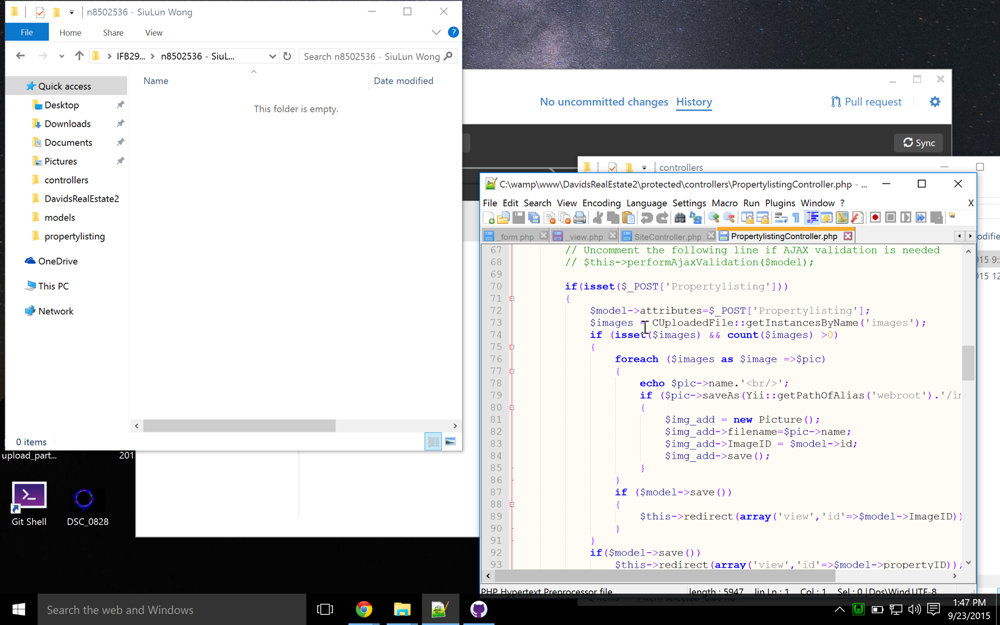 n8502536 - SiuLun Wong
File Home Share View
IFB29... n8502536 - SiuL...
Search n8502536 - SiuLun Wong
Name Date modified
This folder is empty.
Quick access
Desktop
Downloads
Documents
Pictures
controllers
DavidsRealEstate2
models
propertylisting
OneDrive
This PC
Network
0 items
upload_part... 201
Git Shell
DSC_0828
No uncommitted changes History Pull request
Sync
controllers
C:\wamp\www\DavidsRealEstate2\protected\controllers\PropertylistingController.php - ...
File Edit Search View Encoding Language Settings Macro Run Plugins Window ? X
_form.php _view.php SiteController.php PropertylistingController.php
67 // Uncomment the following line if AJAX validation is needed
68 // $this->performAjaxValidation($model);
69
70 if(isset($_POST['Propertylisting']))
71 {
72 $model->attributes=$_POST['Propertylisting'];
73 $images = CUploadedFile::getInstancesByName('images');
74 if (isset($images) && count($images) >0)
75 {
76 foreach ($images as $image =>$pic)
77 {
78 echo $pic->name.'<br/>';
79 if ($pic->saveAs(Yii::getPathOfAlias('webroot').'/i
80 {
81 $img_add = new Picture();
82 $img_add->filename=$pic->name;
83 $img_add->ImageID = $model->id;
84 $img_add->save();
85 }
86 }
87 if ($model->save())
88 {
89 $this->redirect(array('view','id'=>$model->ImageID))
90 }
91 }
92 if($model->save())
93 $this->redirect(array('view','id'=>$model->propertyID));
PHP Hypertext Preprocessor file length : 5947 lin Ln : 1 Col : 1 Sel : 0 | Dos\Wind UTF-8
odifie
015 9:
015 12
Search the web and Windows
1:47 PM
9/23/2015